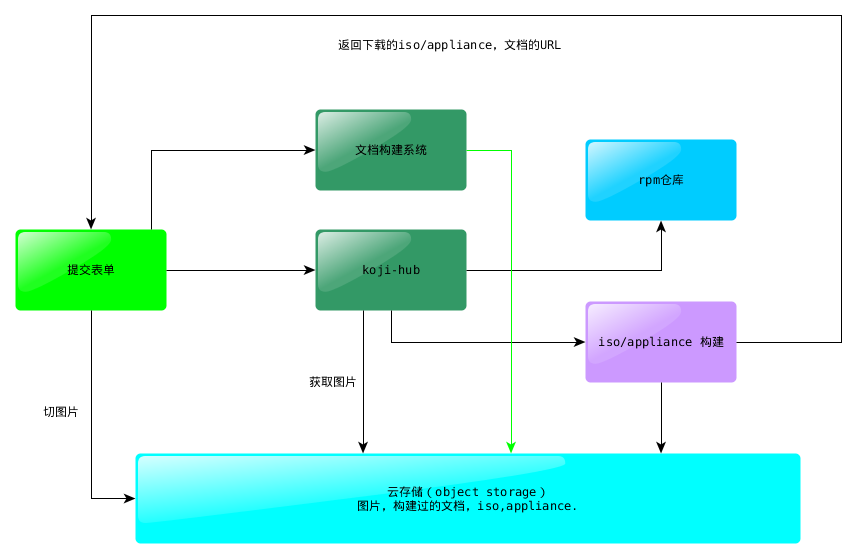 返回下载的iso/appliance, 文档的URL
文档构建系统
rpm仓库
提交表单
koji-hub
iso/appliance 构建
获取图片
切图片
云存储(object storage)
图片, 构建过的文档, iso,appliance.